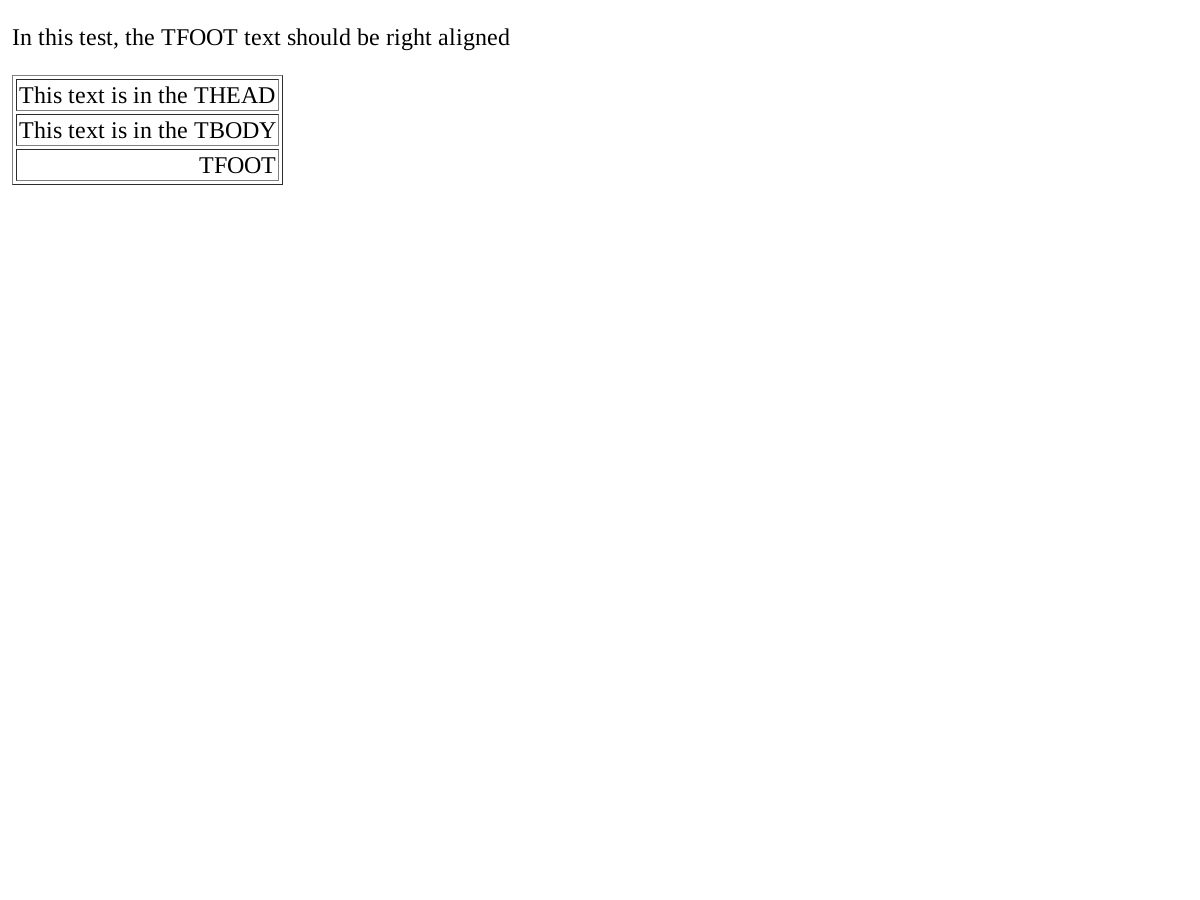 In this test, the TFOOT text should be right aligned
This text is in the THEAD
This text is in the TBODY
TFOOT